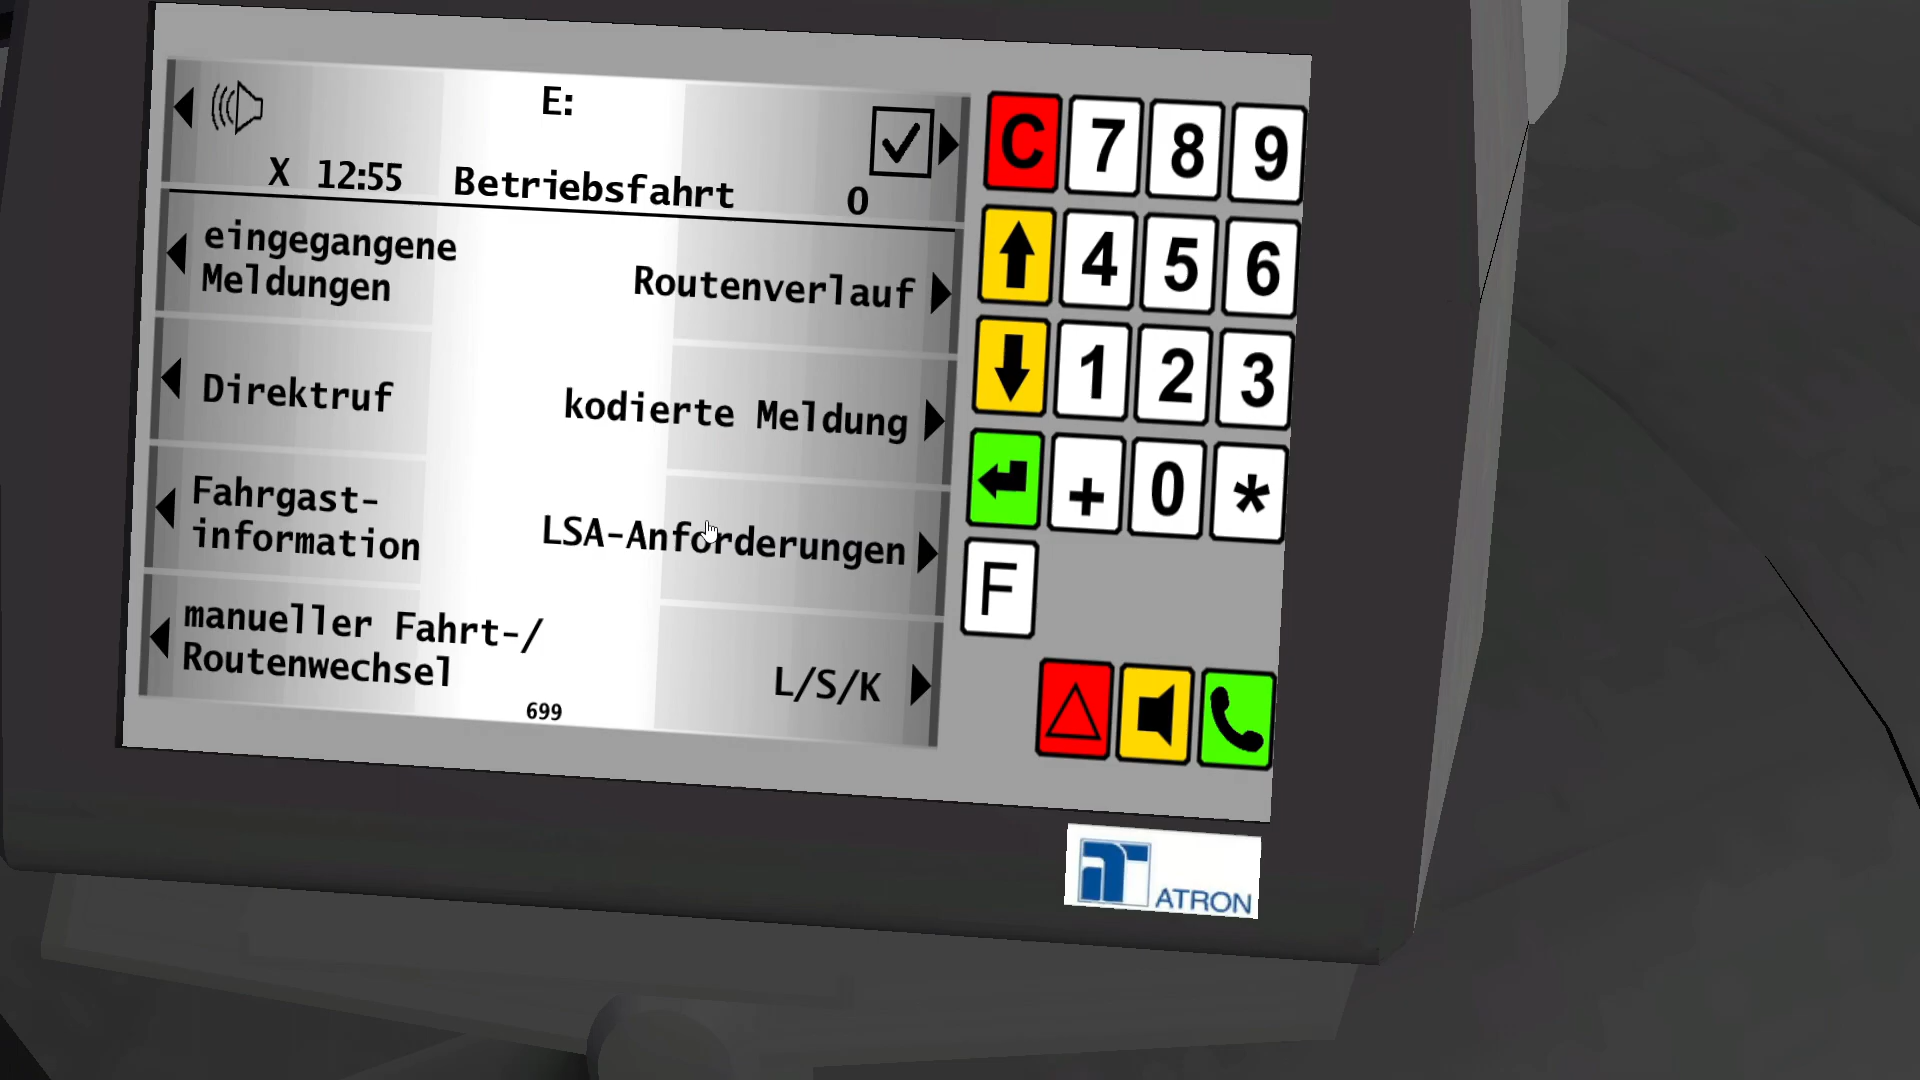 E:
X 12:55 Betriebsfahrt 0
eingegangene
Meldungen
Routenverlauf
Direktruf
kodierte Meldung
Fahrgast-
information
LSA-Anforderungen
manueller Fahrt-/
Routenwechsel
L/S/K
699
C 7 8 9
4 5 6
1 2 3
+ 0 *
F
ATRON